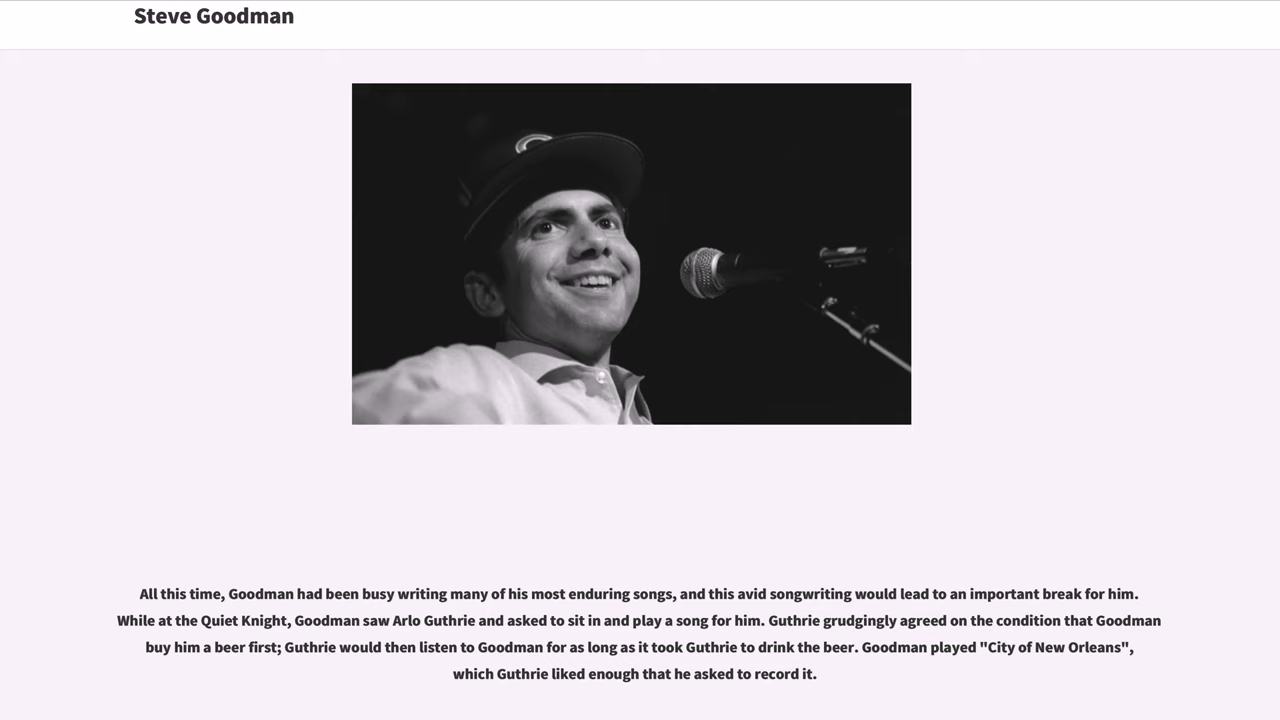 Steve Goodman
All this time, Goodman had been busy writing many of his most enduring songs, and this avid songwriting would lead to an important break for him.
While at the Quiet Knight, Goodman saw Arlo Guthrie and asked to sit in and play a song for him. Guthrie grudgingly agreed on the condition that Goodman
buy him a beer first; Guthrie would then listen to Goodman for as long as it took Guthrie to drink the beer. Goodman played "City of New Orleans",
which Guthrie liked enough that he asked to record it.